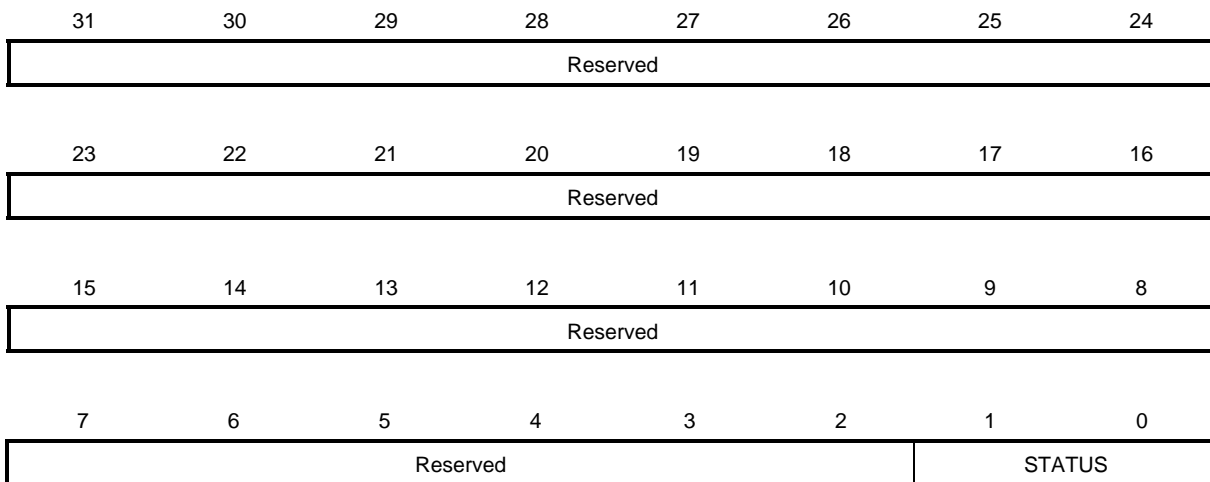 31 30 29 28 27 26 25 24
Reserved
23 22 21 20 19 18 17 16
Reserved
15 14 13 12 11 10 9 8
Reserved
7 6 5 4 3 2 1 0
Reserved STATUS